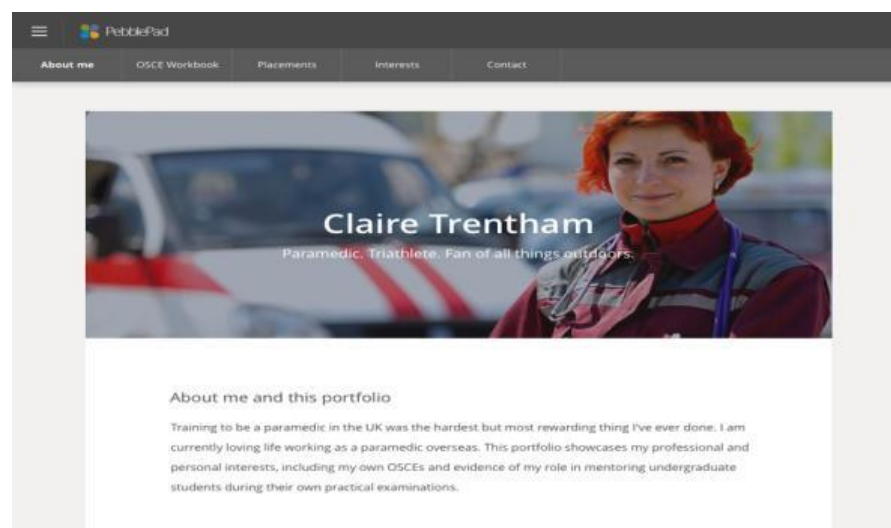 PebblePad
About me
OSCE Workbook
Placements
Interests
Contact
Claire Trentham
Paramedic. Triathlete. Fan of all things outdoors.
About me and this portfolio
Training to be a paramedic in the UK was the hardest but most rewarding thing I've ever done. I am
currently loving life working as a paramedic overseas. This portfolio showcases my professional and
personal interests, including my own OSCEs and evidence of my role in mentoring undergraduate
students during their own practical examinations.